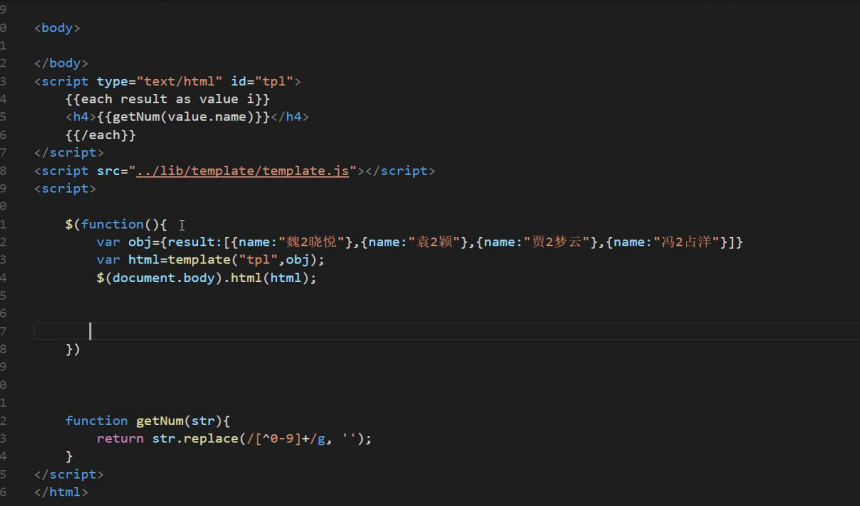 9
0 <body>
1
2 </body>
3 <script type="text/html" id="tpl">
4 {{each result as value i}}
5 <h4>{{getNum(value.name)}}</h4>
6 {{/each}}
7 </script>
8 <script src="../lib/template/template.js"></script>
9 <script>
0
1 $(function(){
2 var obj={result:[{name:"魏2晓悦"},{name:"袁2颖"},{name:"贾2梦云"},{name:"冯2占洋"}]}
3 var html=template("tpl",obj);
4 $(document.body).html(html);
5
6
7
8 })
9
0
1
2 function getNum(str){
3 return str.replace(/[^0-9]+/g, '');
4 }
5 </script>
6 </html>